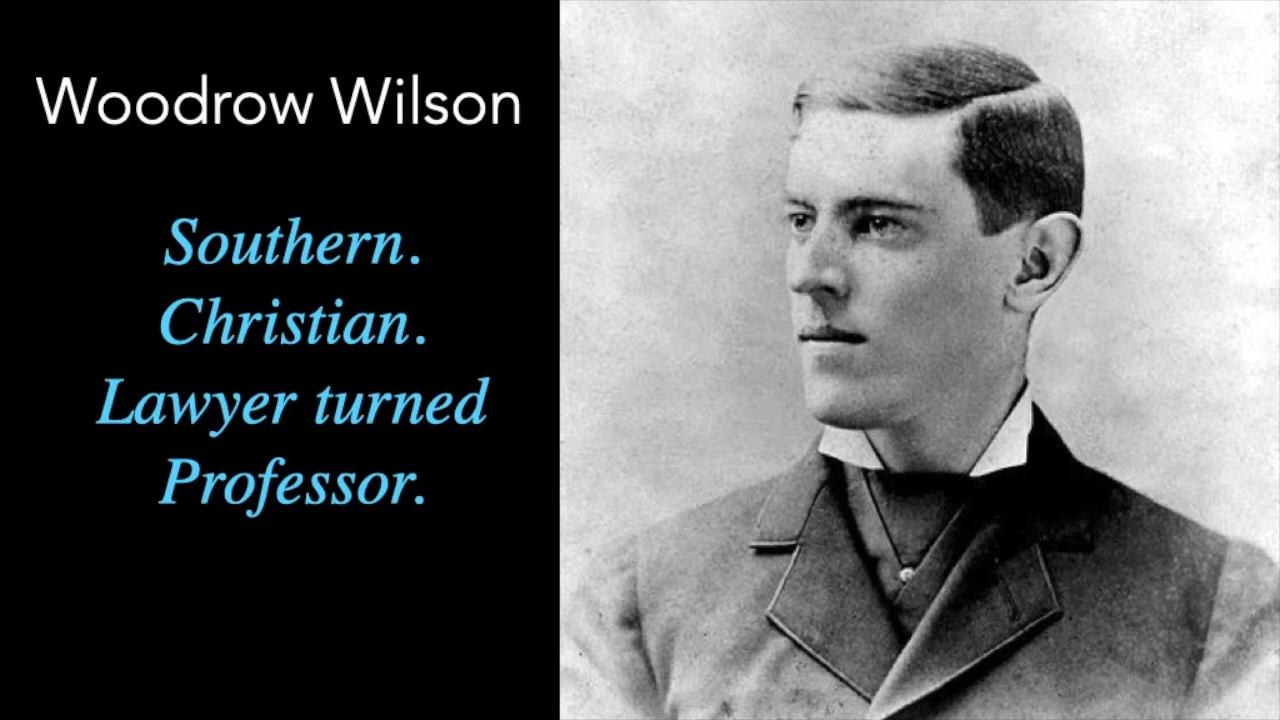 Woodrow Wilson
Southern.
Christian.
Lawyer turned
Professor.